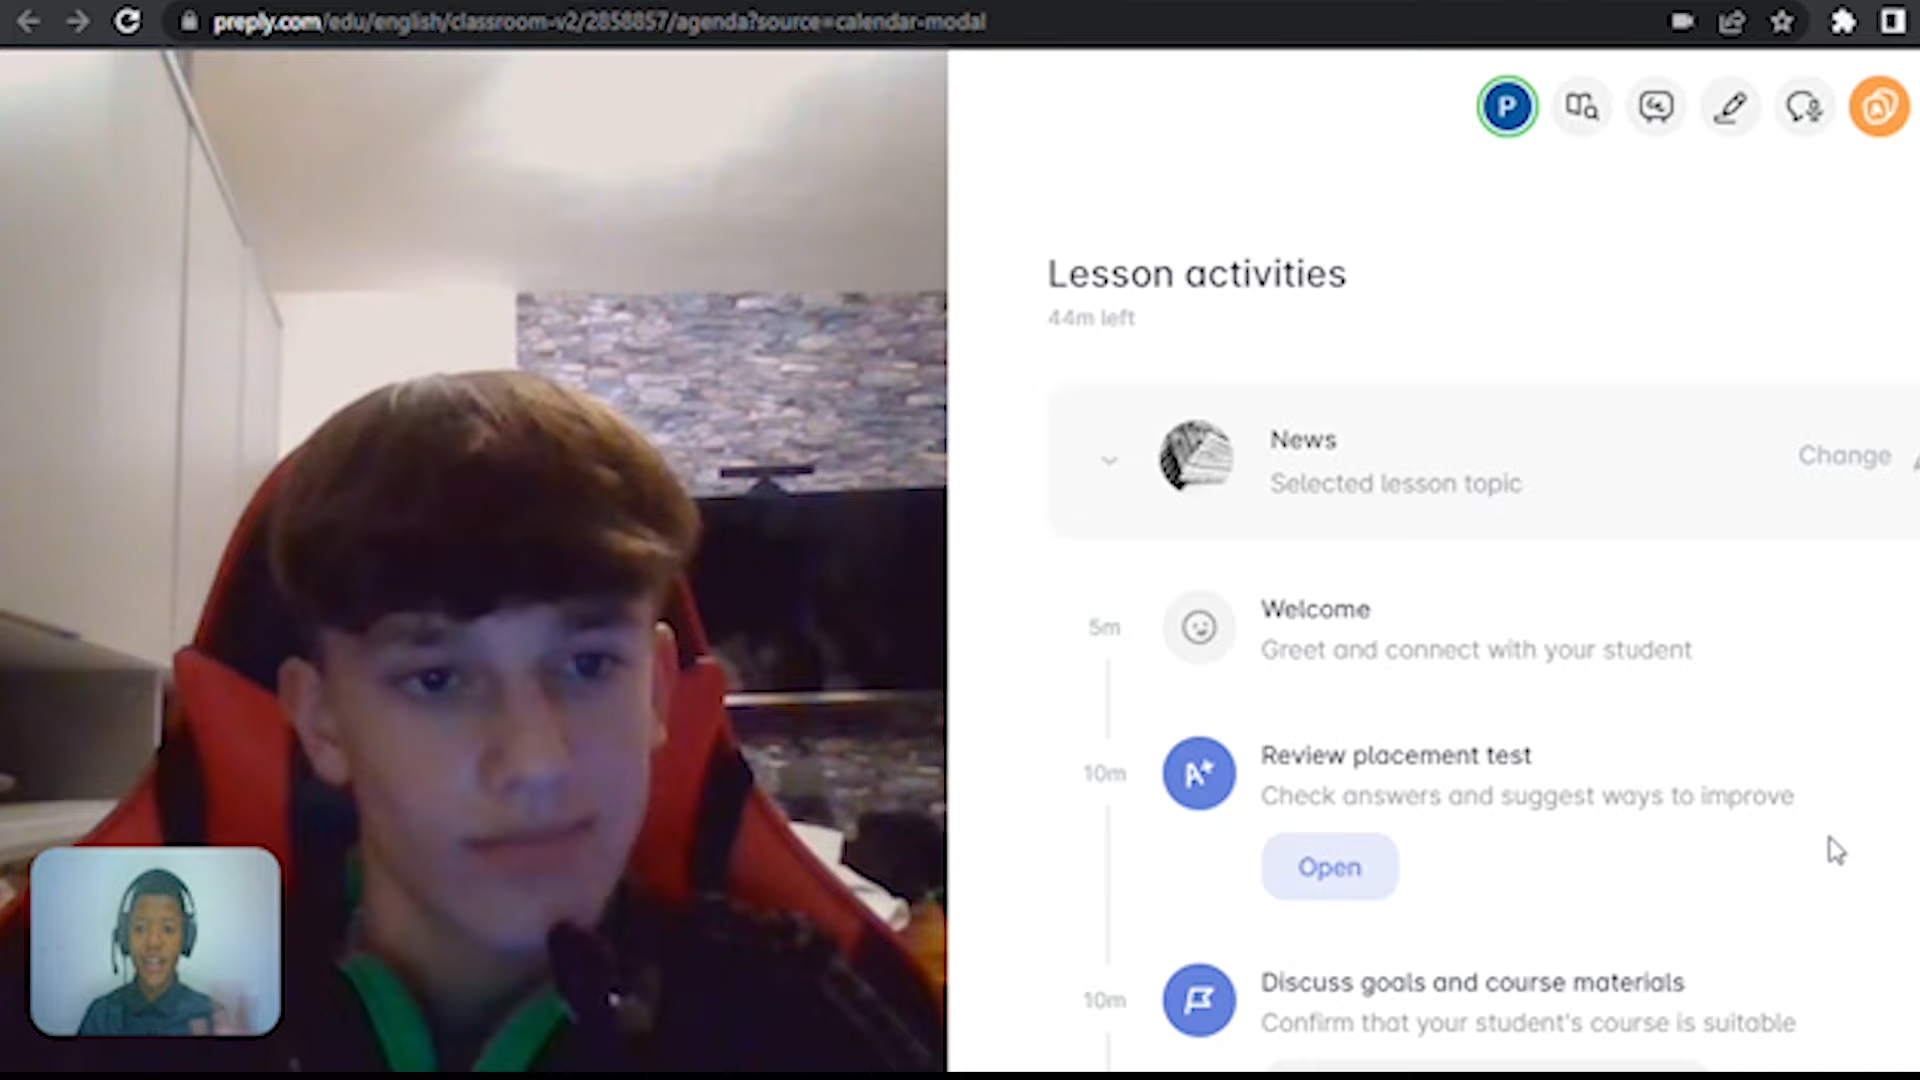 preply.com/edu/english/classroom-v2/2858857/agenda?source=calendar-modal
P
Lesson activities
44m left
News
Selected lesson topic
Change
5m
Welcome
Greet and connect with your student
10m
A+
Review placement test
Check answers and suggest ways to improve
Open
10m
Discuss goals and course materials
Confirm that your student's course is suitable